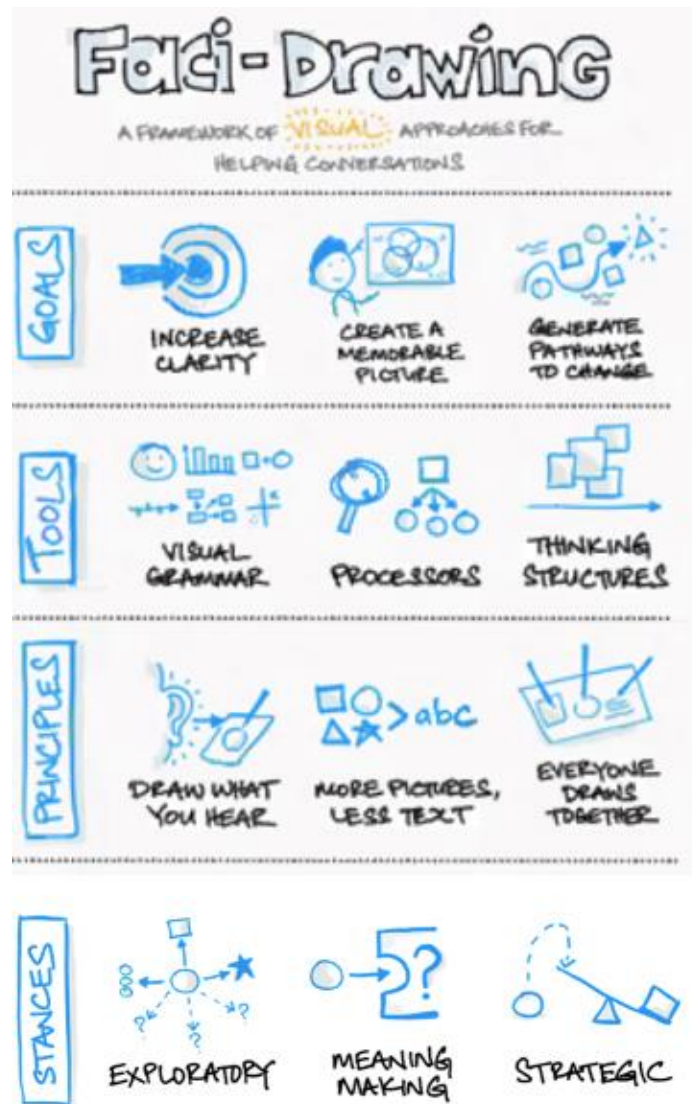 Faci-Drawing
A FRAMEWORK OF VISUAL APPROACHES FOR
HELPING CONVERSATIONS
GOALS
INCREASE
CLARITY
CREATE A
MEMORABLE
PICTURE
GENERATE
PATHWAYS
TO CHANGE
TOOLS
VISUAL
GRAMMAR
PROCESSORS
THINKING
STRUCTURES
PRINCIPLES
> abc
DRAW WHAT
YOU HEAR
MORE PICTURES,
LESS TEXT
EVERYONE
DRAWS
TOGETHER
STANCES
? ? ?
?
EXPLORATORY
MEANING
MAKING
STRATEGIC